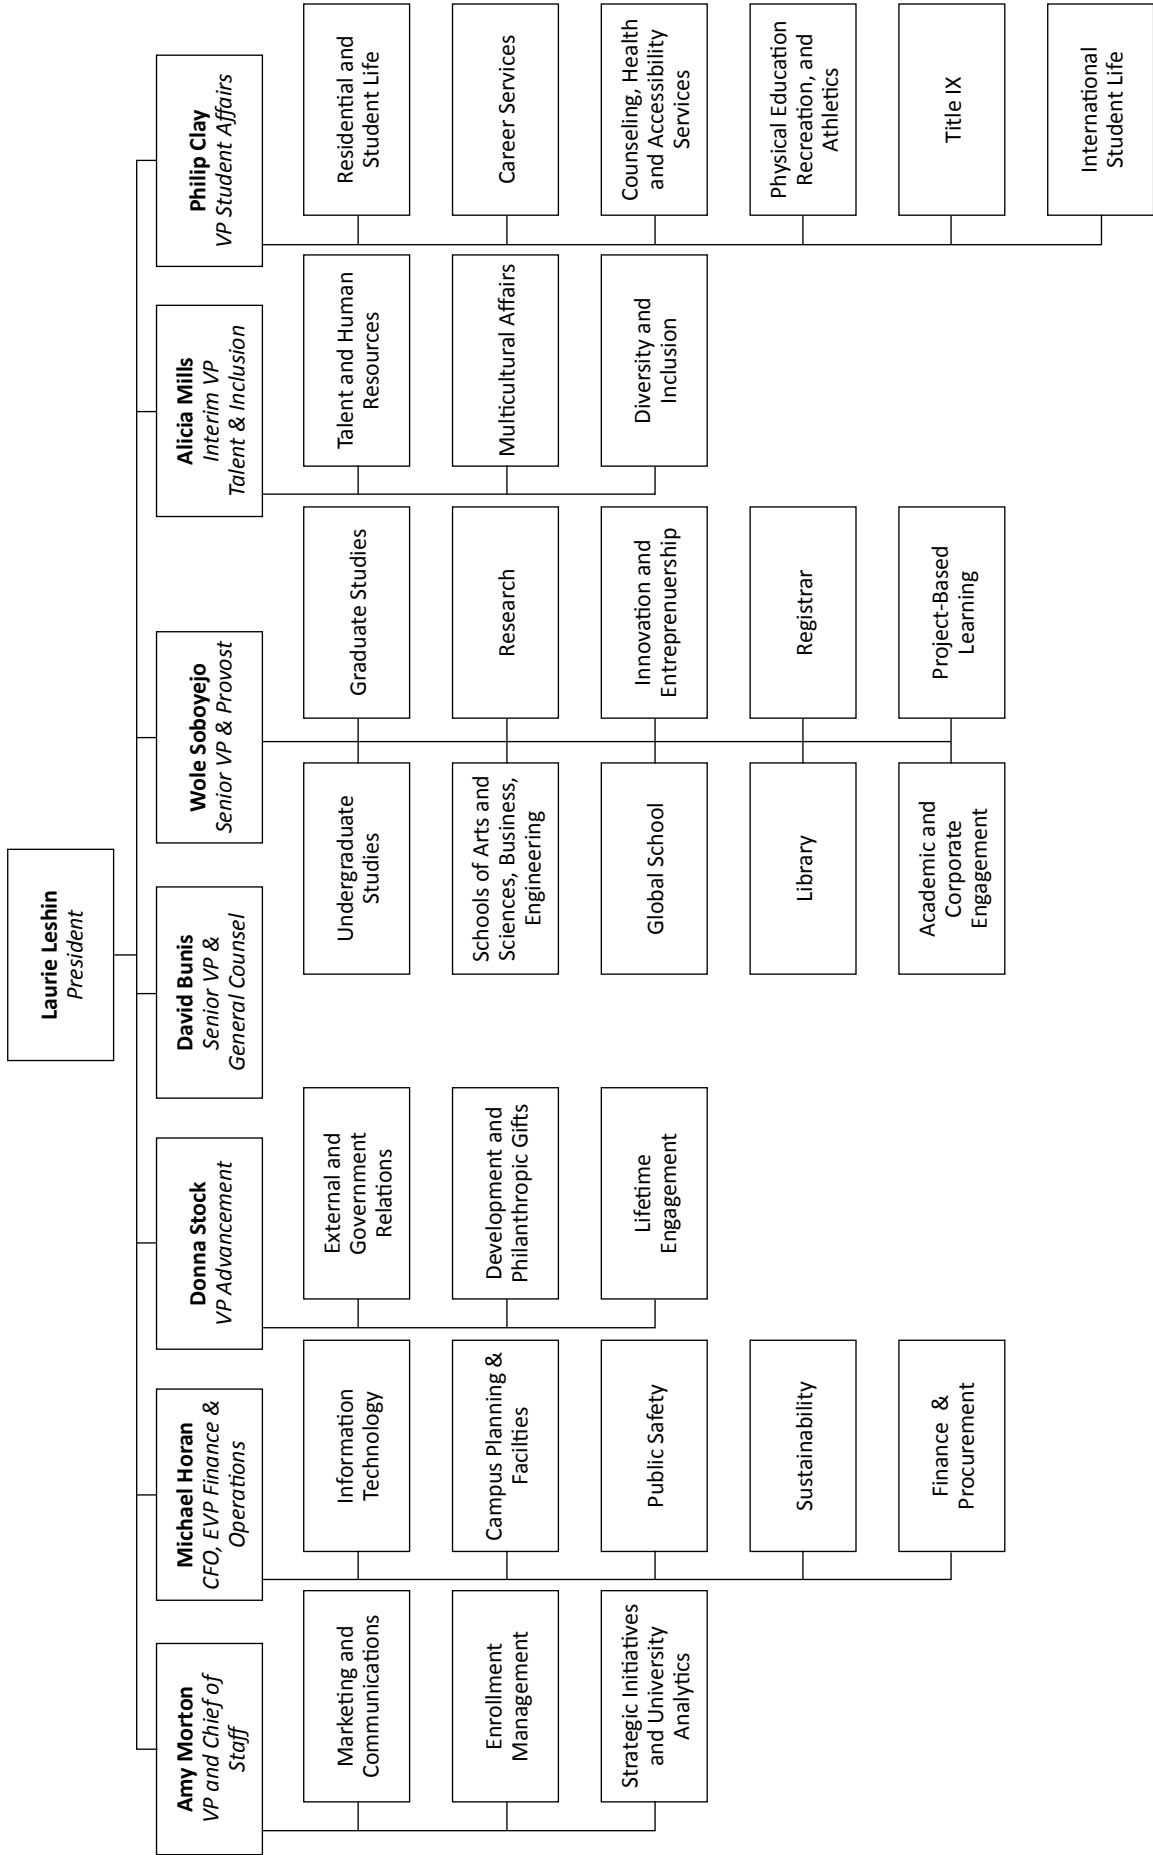 Laurie Leshin
President
Amy Morton
VP and Chief of
Staff
Marketing and
Communications
Enrollment
Management
Strategic Initiatives
and University
Analytics
Michael Horan
CFO, EVP Finance &
Operations
Information
Technology
Campus Planning &
Facilties
Public Safety
Sustainability
Finance &
Procurement
Donna Stock
VP Advancement
External and
Government
Relations
Development and
Philanthropic Gifts
Lifetime
Engagement
David Bunis
Senior VP &
General Counsel
Wole Soboyejo
Senior VP & Provost
Undergraduate
Studies
Graduate Studies
Schools of Arts and
Sciences, Business,
Engineering
Research
Global School
Innovation and
Entreprenuership
Library
Registrar
Academic and
Corporate
Engagement
Project-Based
Learning
Alicia Mills
Interim VP
Talent & Inclusion
Talent and Human
Resources
Multicultural Affairs
Diversity and
Inclusion
Philip Clay
VP Student Affairs
Residential and
Student Life
Career Services
Counseling, Health
and Accessibility
Services
Physical Education
Recreation, and
Athletics
Title IX
International
Student Life